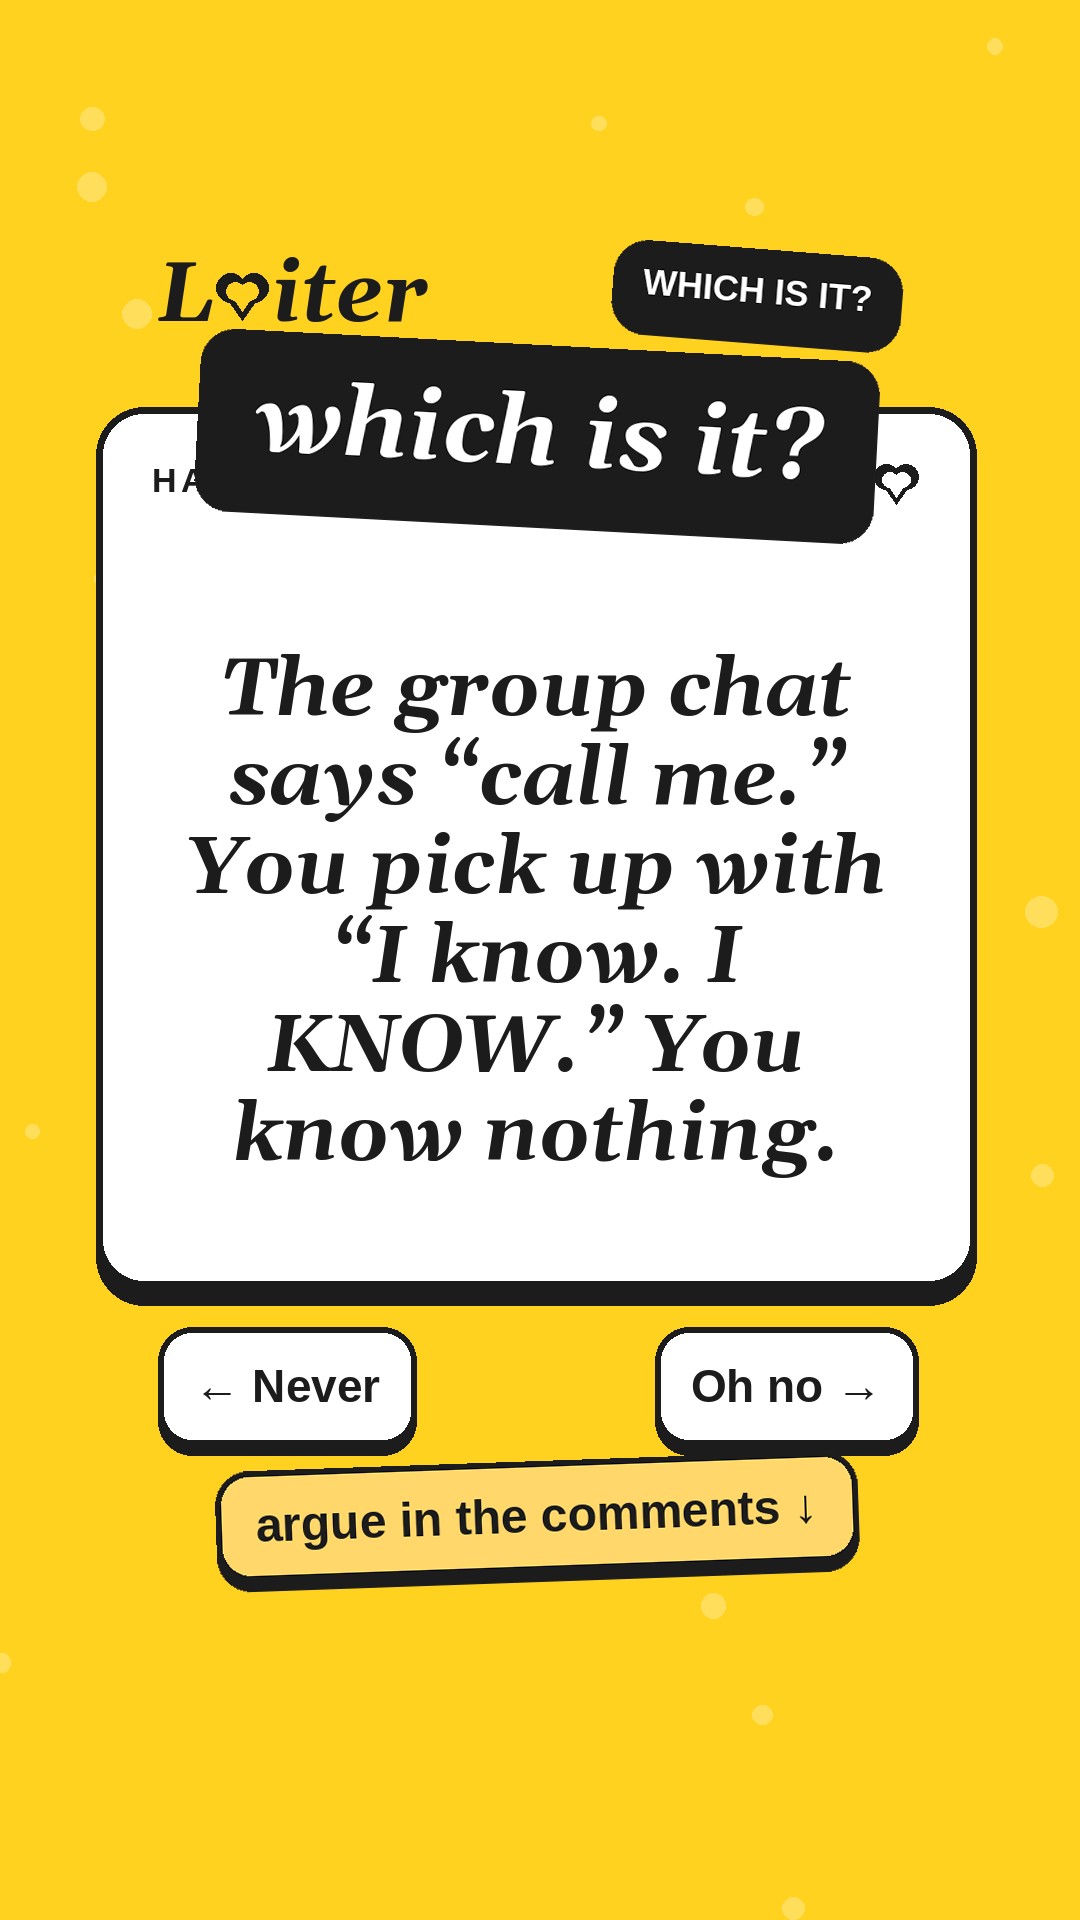 L♡iter
WHICH IS IT?
which is it?
The group chat
says “call me.”
You pick up with
“I know. I
KNOW.” You
know nothing.
← Never
Oh no →
argue in the comments ↓